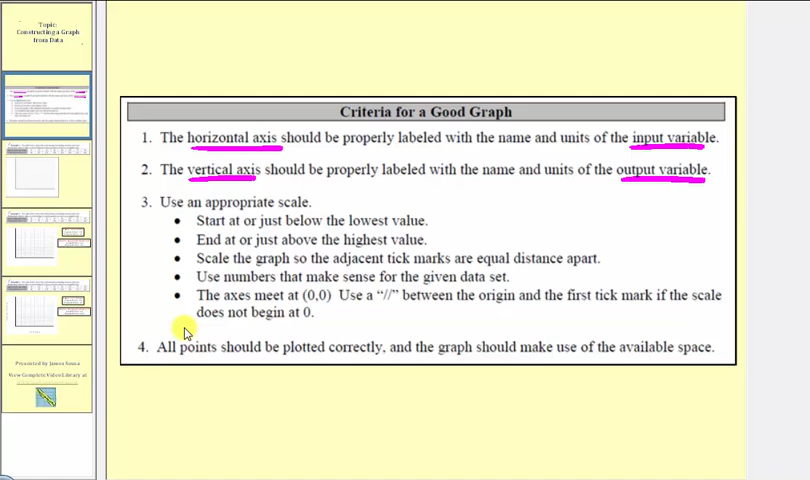 Topic:
Constructing a Graph
from Data
Presented by James Sousa
View Complete Video Library at
Criteria for a Good Graph
1. The horizontal axis should be properly labeled with the name and units of the input variable.
2. The vertical axis should be properly labeled with the name and units of the output variable.
3. Use an appropriate scale.
• Start at or just below the lowest value.
• End at or just above the highest value.
• Scale the graph so the adjacent tick marks are equal distance apart.
• Use numbers that make sense for the given data set.
• The axes meet at (0,0) Use a “//” between the origin and the first tick mark if the scale
does not begin at 0.
4. All points should be plotted correctly, and the graph should make use of the available space.